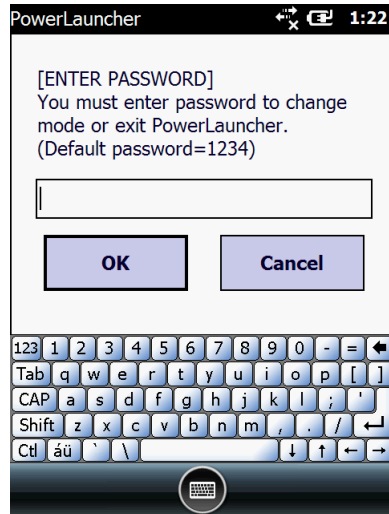 PowerLauncher 1:22
[ENTER PASSWORD]
You must enter password to change
mode or exit PowerLauncher.
(Default password=1234)
OK Cancel
123 1 2 3 4 5 6 7 8 9 0 - =
Tab q w e r t y u i o p [ ]
CAP a s d f g h j k l ; '
Shift z x c v b n m , . /
Ctl áü ` \